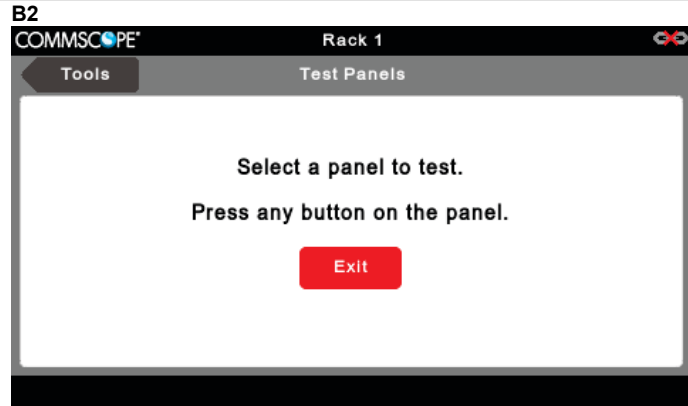 B2
COMMSCOPE®
Rack 1
Tools
Test Panels
Select a panel to test.
Press any button on the panel.
Exit